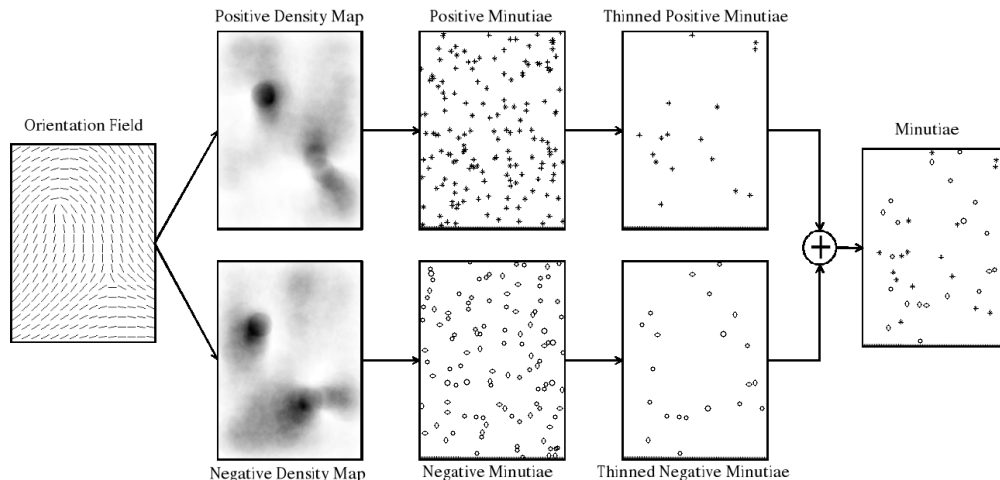 Positive Density Map
Positive Minutiae
Thinned Positive Minutiae
Orientation Field
Minutiae
Negative Density Map
Negative Minutiae
Thinned Negative Minutiae